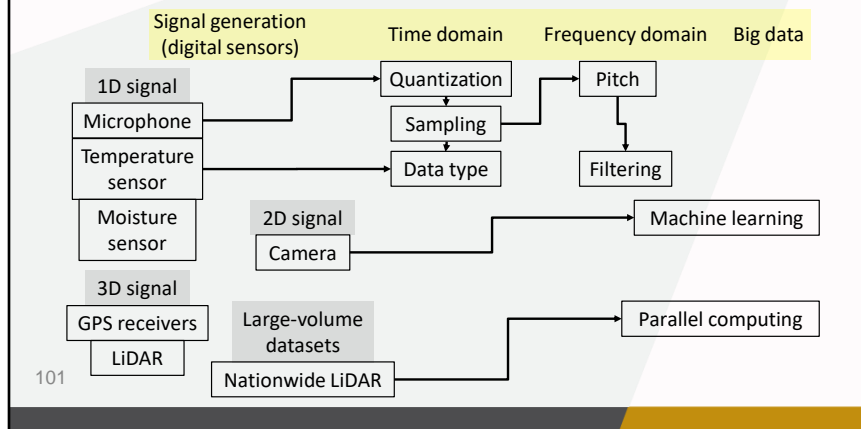 Signal generation
(digital sensors)
Time domain
Frequency domain
Big data
1D signal
Microphone
Temperature
sensor
Moisture
sensor
Quantization
Sampling
Data type
Pitch
Filtering
2D signal
Camera
Machine learning
3D signal
GPS receivers
LiDAR
Large-volume
datasets
Nationwide LiDAR
Parallel computing
101